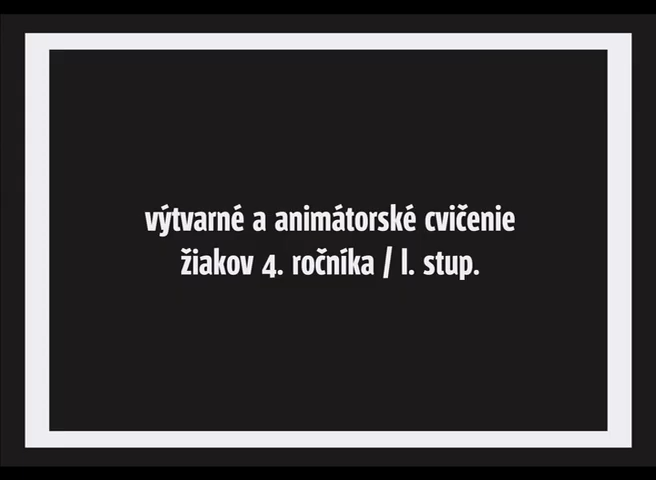 výtvarné a animátorské cvičenie
žiakov 4. ročníka / I. stup.